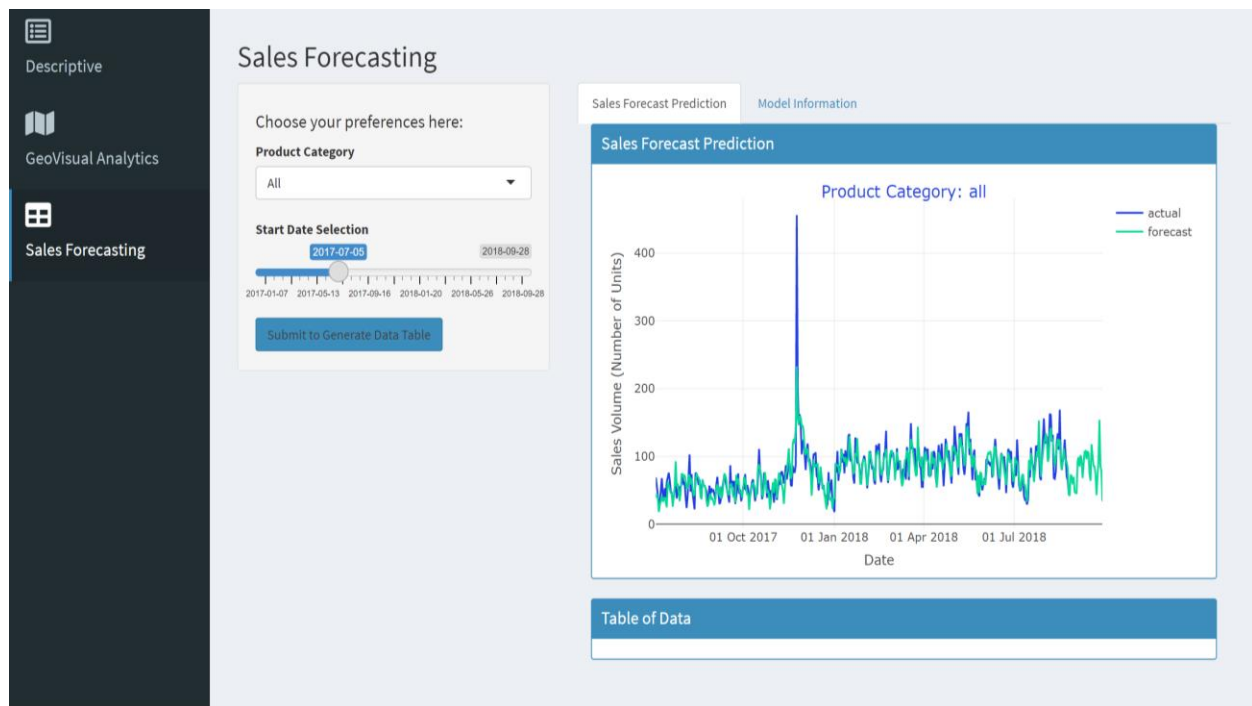 Descriptive
GeoVisual Analytics
Sales Forecasting
Sales Forecasting
Choose your preferences here:
Product Category
All
Start Date Selection
2017-07-05
2018-09-28
2017-01-07 2017-05-13 2017-09-16 2018-01-20 2018-05-26 2018-09-28
Submit to Generate Data Table
Sales Forecast Prediction Model Information
Sales Forecast Prediction
Product Category: all
actual
forecast
Sales Volume (Number of Units)
400
300
200
100
0
01 Oct 2017 01 Jan 2018 01 Apr 2018 01 Jul 2018
Date
Table of Data